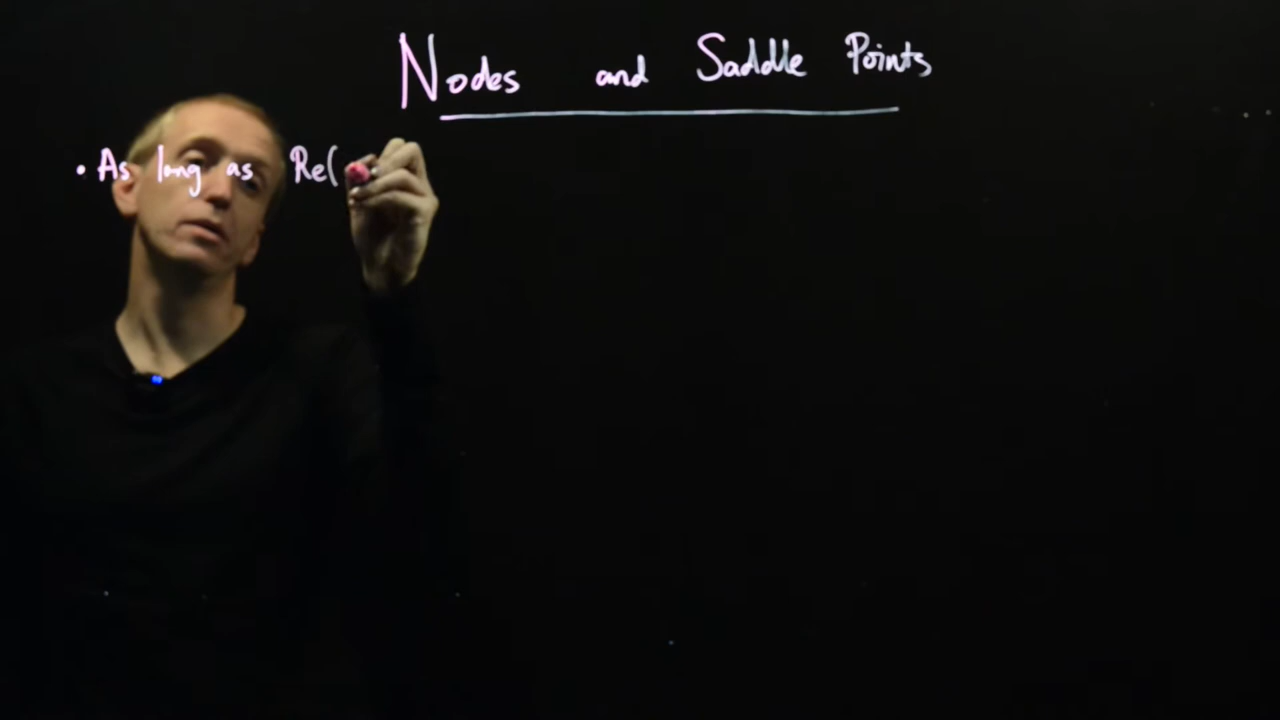 Nodes and Saddle Points
• As long as Re(